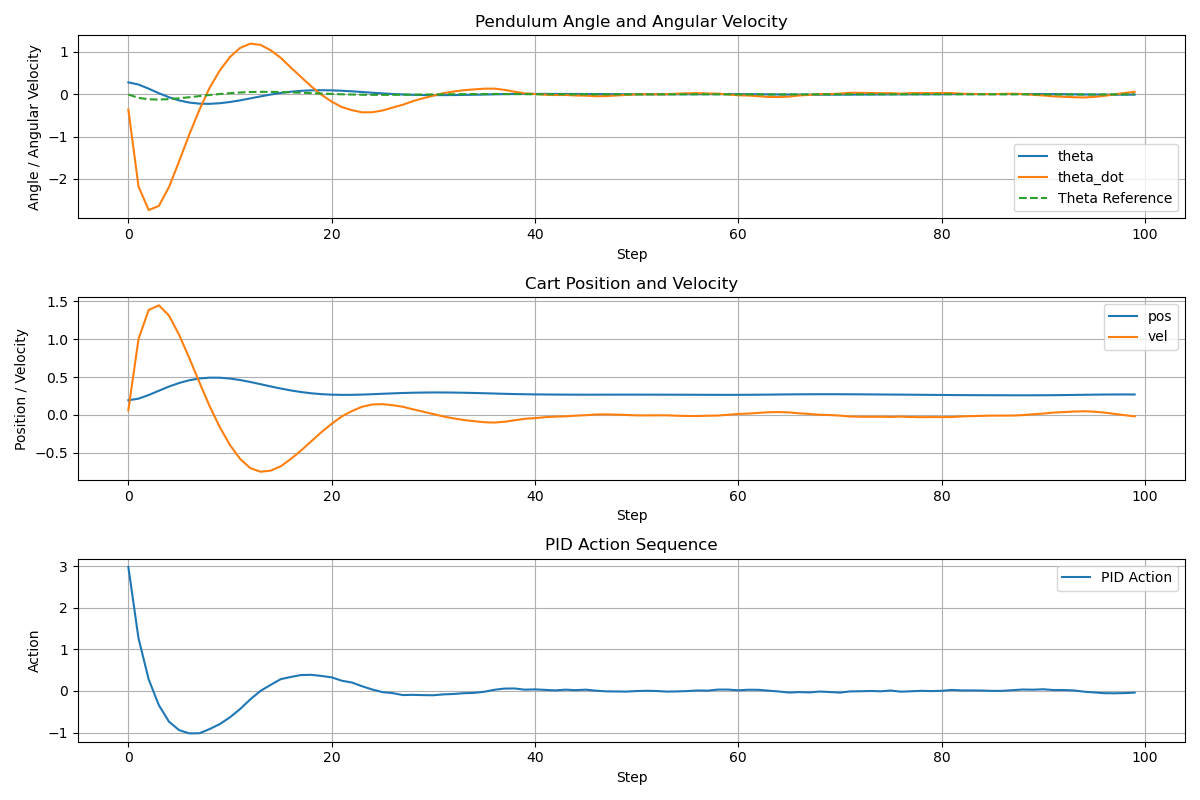 Pendulum Angle and Angular Velocity
Angle / Angular Velocity
1
0
−1
−2
theta
theta_dot
Theta Reference
0 20 40 60 80 100
Step
Cart Position and Velocity
Position / Velocity
1.5
1.0
0.5
0.0
−0.5
pos
vel
0 20 40 60 80 100
Step
PID Action Sequence
Action
3
2
1
0
−1
PID Action
0 20 40 60 80 100
Step